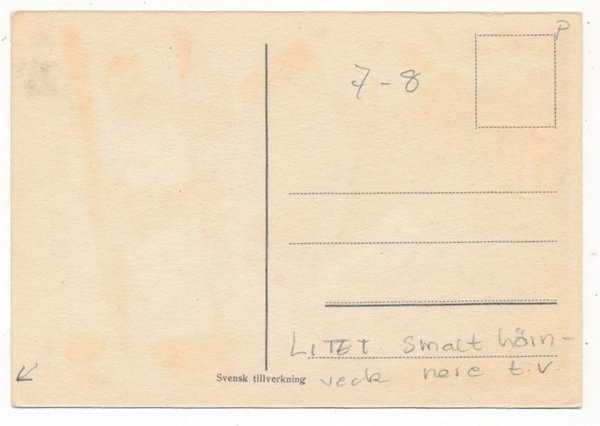 P
7-8
LITET smalt hörn-
Svensk tillverkning veck nere t.v.